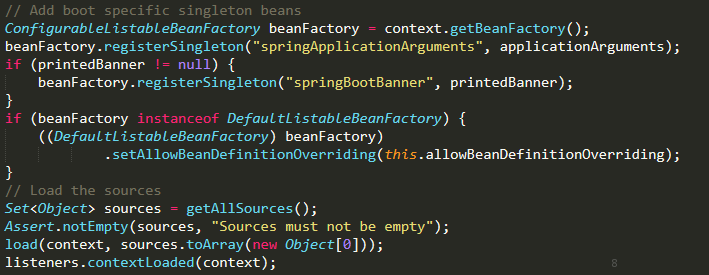 // Add boot specific singleton beans
ConfigurableListableBeanFactory beanFactory = context.getBeanFactory();
beanFactory.registerSingleton("springApplicationArguments", applicationArguments);
if (printedBanner != null) {
    beanFactory.registerSingleton("springBootBanner", printedBanner);
}
if (beanFactory instanceof DefaultListableBeanFactory) {
    ((DefaultListableBeanFactory) beanFactory)
            .setAllowBeanDefinitionOverriding(this.allowBeanDefinitionOverriding);
}
// Load the sources
Set<Object> sources = getAllSources();
Assert.notEmpty(sources, "Sources must not be empty");
load(context, sources.toArray(new Object[0]));
listeners.contextLoaded(context);
8